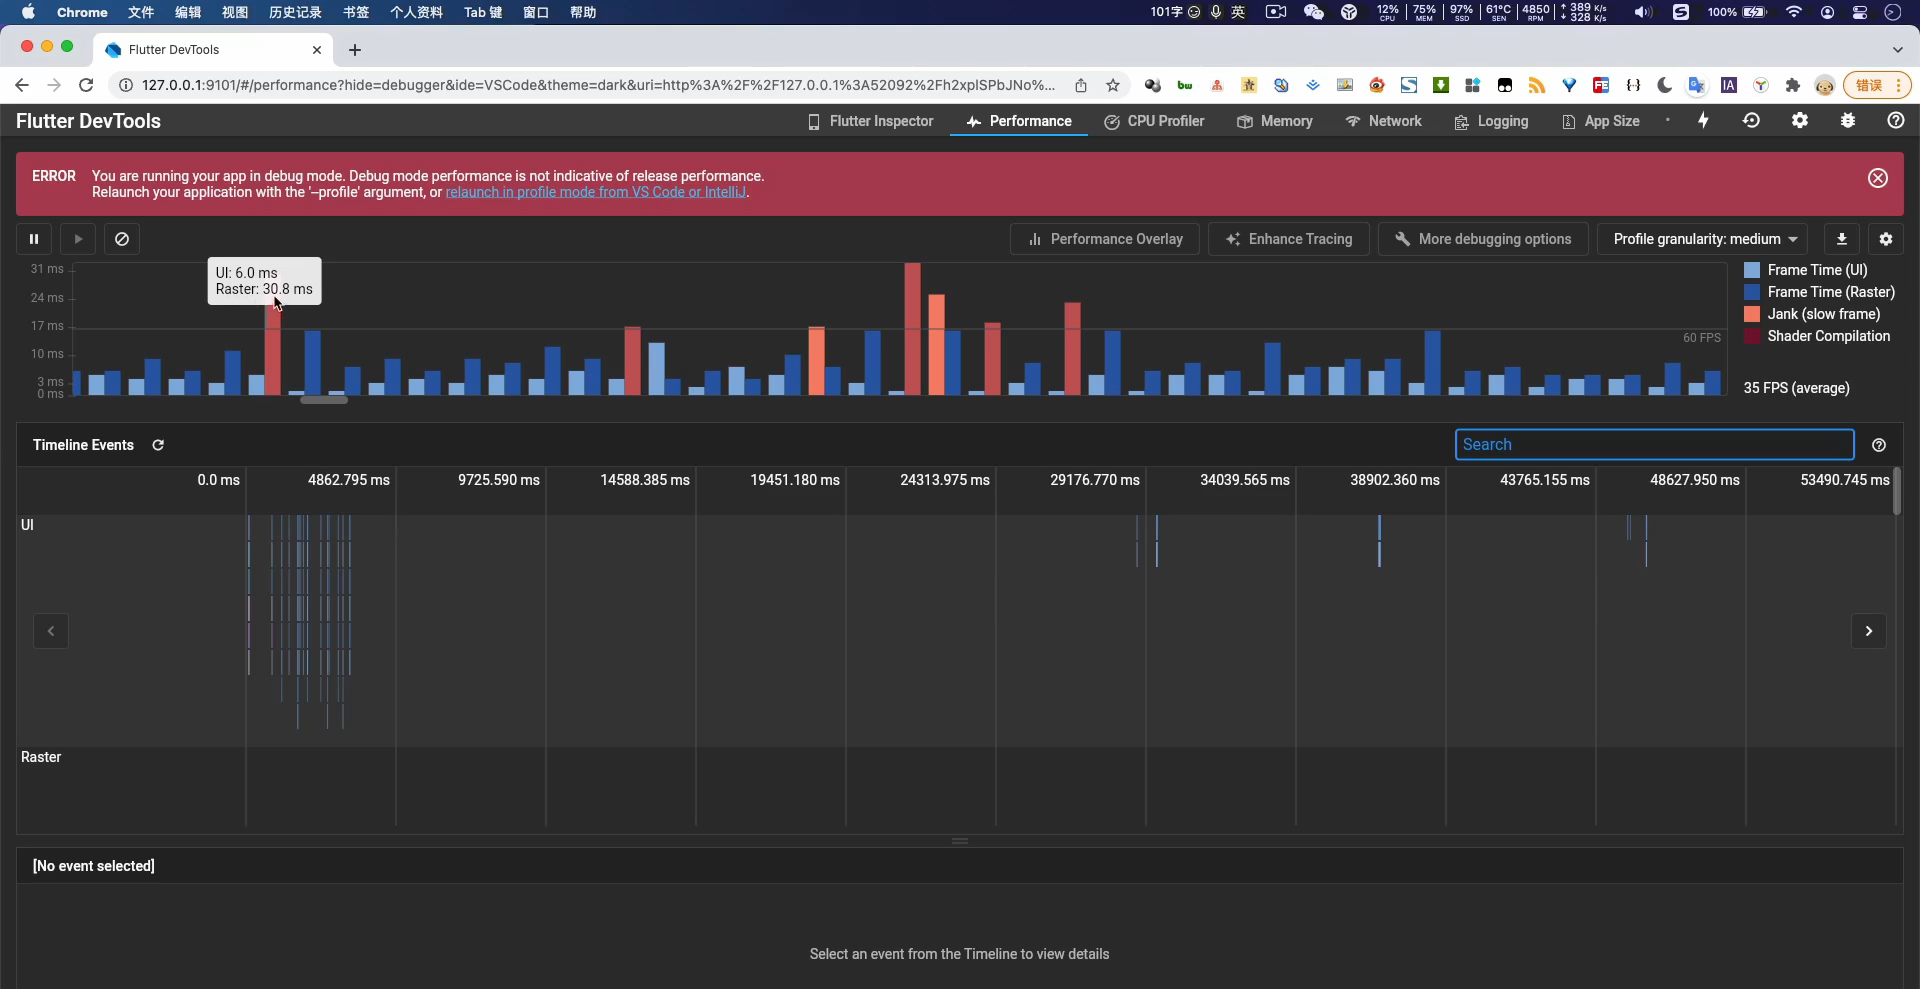 Chrome 文件 编辑 视图 历史记录 书签 个人资料 Tab 键 窗口 帮助 101字 英 12% CPU 75% MEM 97% SSD 61°C SEN 4850 RPM ↑ 389 K/s ↓ 328 K/s 100%
Flutter DevTools
127.0.0.1:9101/#/performance?hide=debugger&ide=VSCode&theme=dark&uri=http%3A%2F%2F127.0.0.1%3A52092%2Fh2xplSPbJNo%... bw FE {·} IA 错误
Flutter DevTools Flutter Inspector Performance CPU Profiler Memory Network Logging App Size
ERROR You are running your app in debug mode. Debug mode performance is not indicative of release performance.
Relaunch your application with the '--profile' argument, or relaunch in profile mode from VS Code or IntelliJ.
Performance Overlay Enhance Tracing More debugging options Profile granularity: medium
31 ms
24 ms
17 ms
10 ms
3 ms
0 ms
UI: 6.0 ms
Raster: 30.8 ms
60 FPS
Frame Time (UI)
Frame Time (Raster)
Jank (slow frame)
Shader Compilation
35 FPS (average)
Timeline Events Search
0.0 ms 4862.795 ms 9725.590 ms 14588.385 ms 19451.180 ms 24313.975 ms 29176.770 ms 34039.565 ms 38902.360 ms 43765.155 ms 48627.950 ms 53490.745 ms
UI
Raster
[No event selected]
Select an event from the Timeline to view details